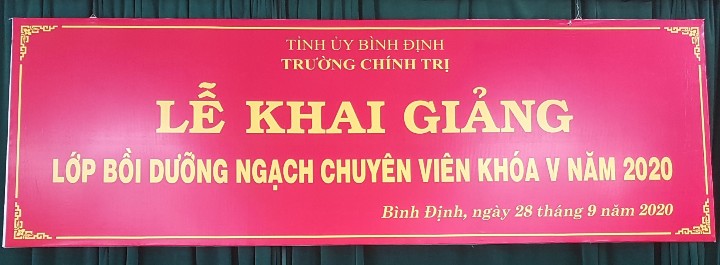 TỈNH ỦY BÌNH ĐỊNH
TRƯỜNG CHÍNH TRỊ
LỄ KHAI GIẢNG
LỚP BỒI DƯỠNG NGẠCH CHUYÊN VIÊN KHÓA V NĂM 2020
Bình Định, ngày 28 tháng 9 năm 2020